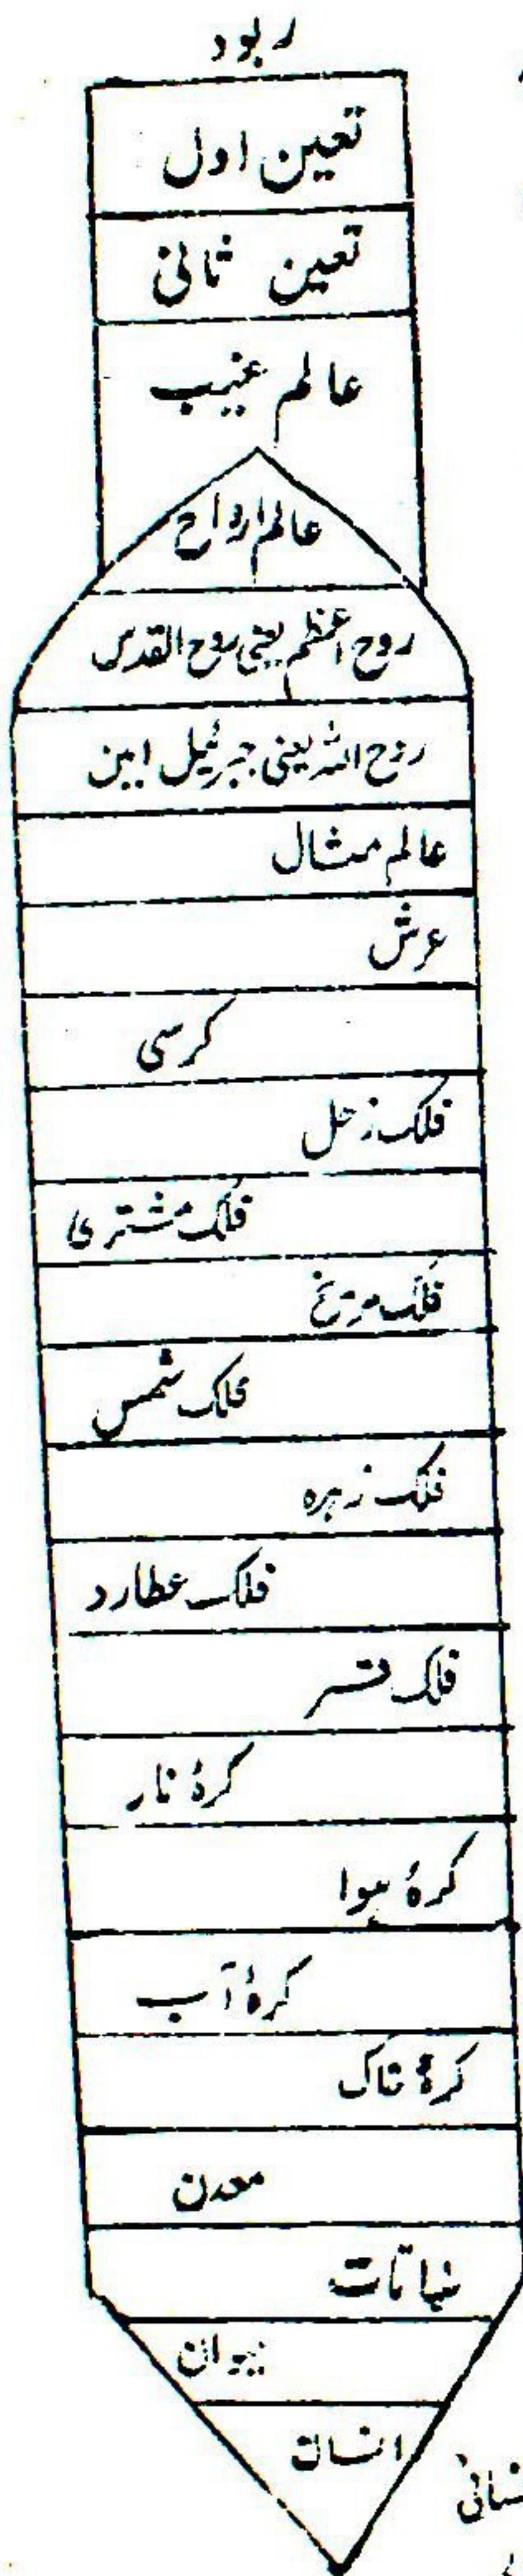 ربود
تعین اول
تعین ثانی
عالم غیب
عالم ارواح
روح اعظم یعنی روح القدس
روح اللہ یعنی جبرئیل امین
عالم مثال
عرش
کرسی
فلک زحل
فلک مشتری
فلک مریخ
فلک شمس
فلک زہرہ
فلک عطارد
فلک قمر
کرۂ نار
کرۂ ہوا
کرۂ آب
کرۂ خاک
معدن
نباتات
حیوان
انسان